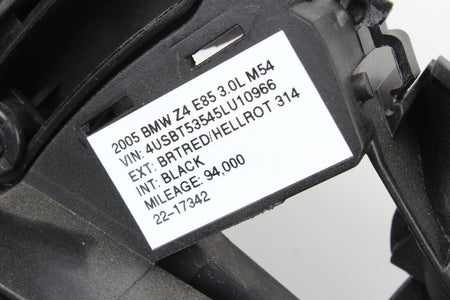 2005 BMW Z4 E85 3.0L M54
VIN: 4USBT53545LU10966
EXT: BRTRED/HELLROT 314
INT: BLACK
MILEAGE: 94,000
22-17342